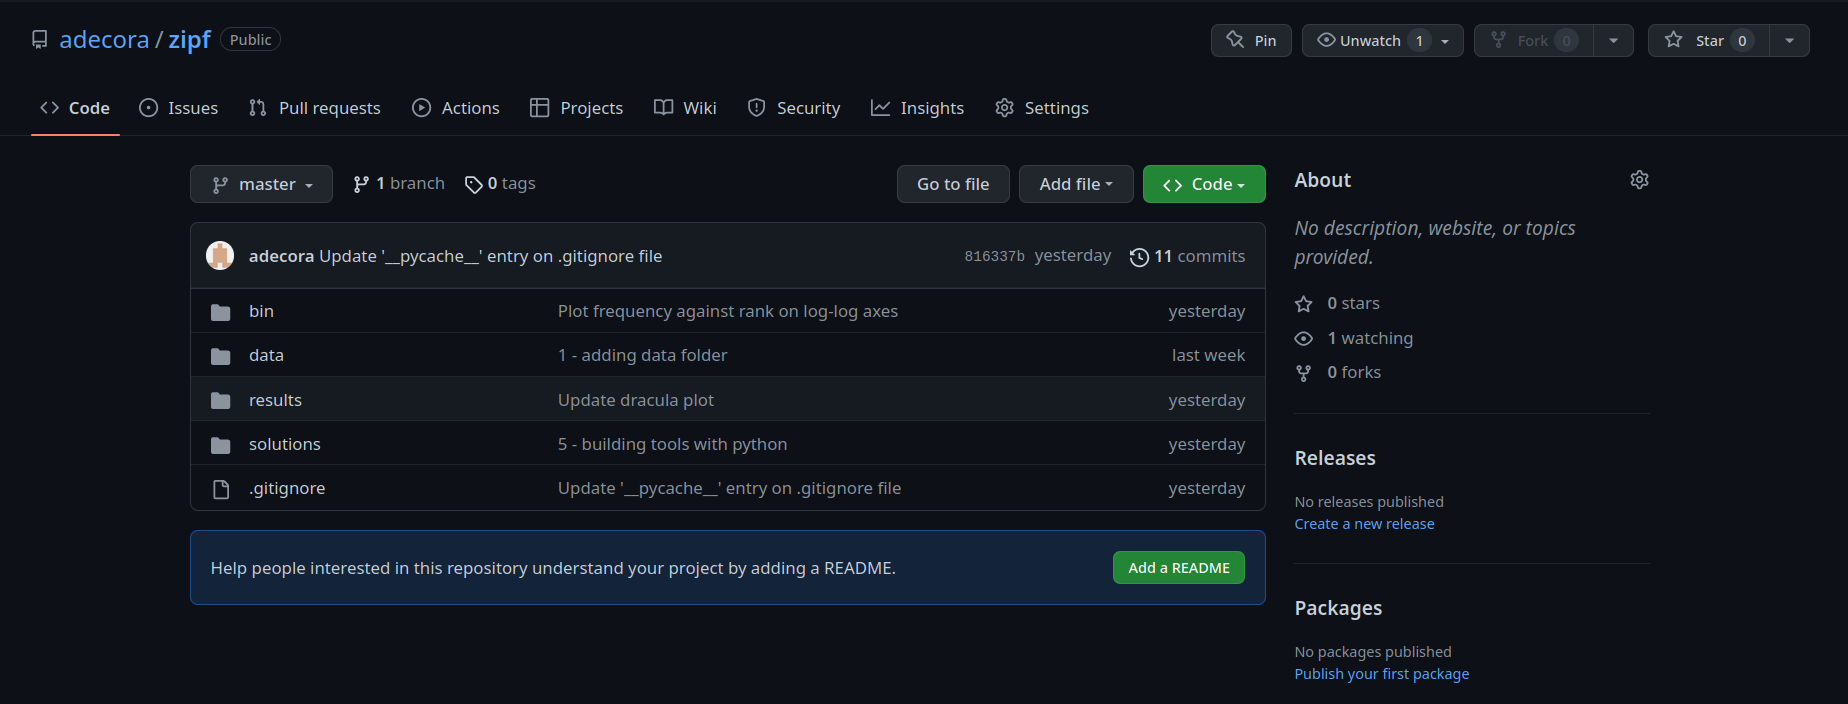 adecora / zipf Public Pin Unwatch 1 Fork 0 Star 0
Code Issues Pull requests Actions Projects Wiki Security Insights Settings
master 1 branch 0 tags Go to file Add file Code
adecora Update '__pycache__' entry on .gitignore file 816337b yesterday 11 commits
bin Plot frequency against rank on log-log axes yesterday
data 1 - adding data folder last week
results Update dracula plot yesterday
solutions 5 - building tools with python yesterday
.gitignore Update '__pycache__' entry on .gitignore file yesterday
Help people interested in this repository understand your project by adding a README. Add a README
About
No description, website, or topics
provided.
0 stars
1 watching
0 forks
Releases
No releases published
Create a new release
Packages
No packages published
Publish your first package